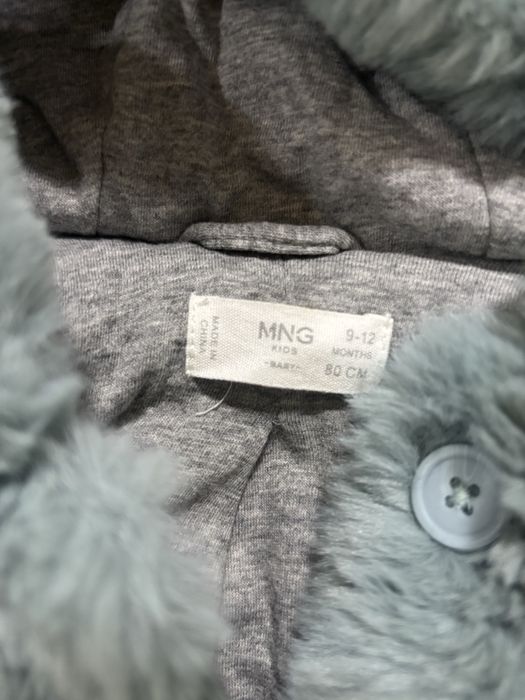 MADE IN
CHINA
MNG
KIDS
-BABY-
9-12
MONTHS
80 CM